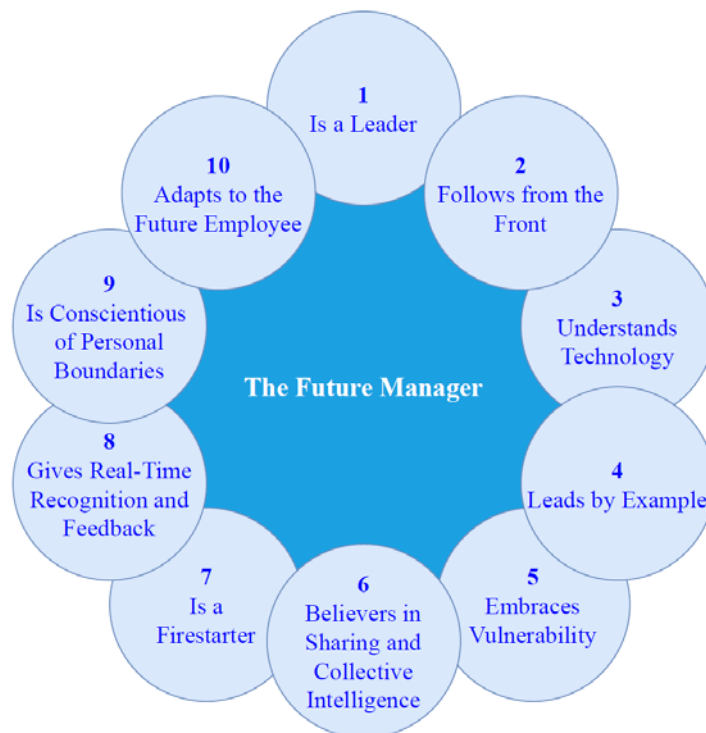 1
Is a Leader
2
Follows from the
Front
3
Understands
Technology
4
Leads by Example
5
Embraces
Vulnerability
6
Believers in
Sharing and
Collective
Intelligence
7
Is a
Firestarter
8
Gives Real-Time
Recognition and
Feedback
9
Is Conscientious
of Personal
Boundaries
10
Adapts to the
Future Employee
The Future Manager